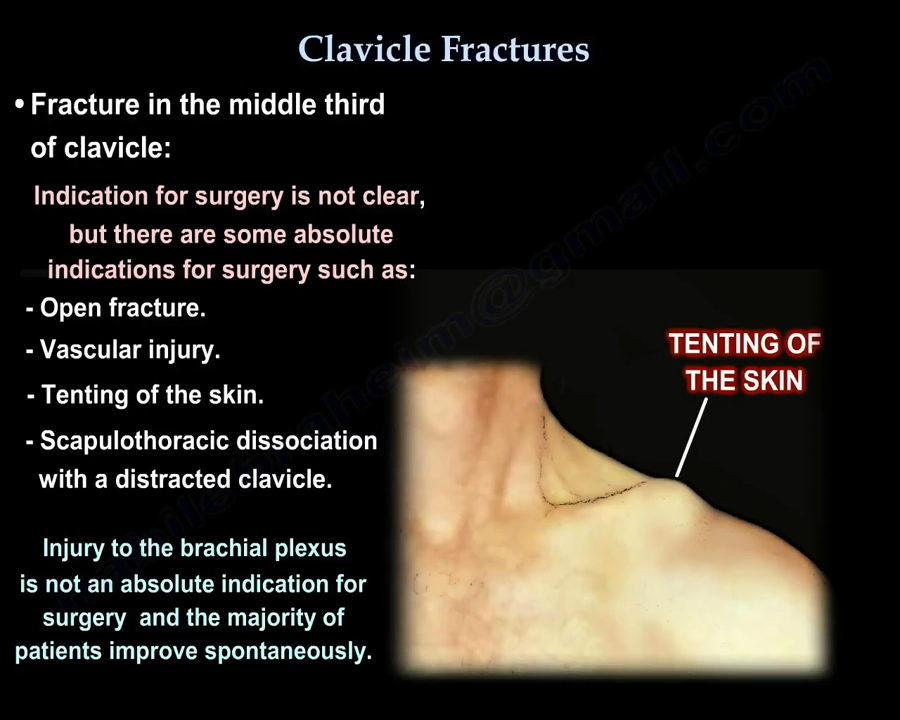 Clavicle Fractures
• Fracture in the middle third
of clavicle:
Indication for surgery is not clear,
but there are some absolute
indications for surgery such as:
- Open fracture.
- Vascular injury.
- Tenting of the skin.
- Scapulothoracic dissociation
with a distracted clavicle.
Injury to the brachial plexus
is not an absolute indication for
surgery and the majority of
patients improve spontaneously.
TENTING OF
THE SKIN